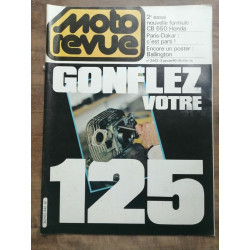 moto
revue
2e essai
nouvelle formule :
CB 650 Honda
Paris-Dakar :
c'est parti !
Encore un poster :
Ballington
GONFLEZ
VOTRE
125